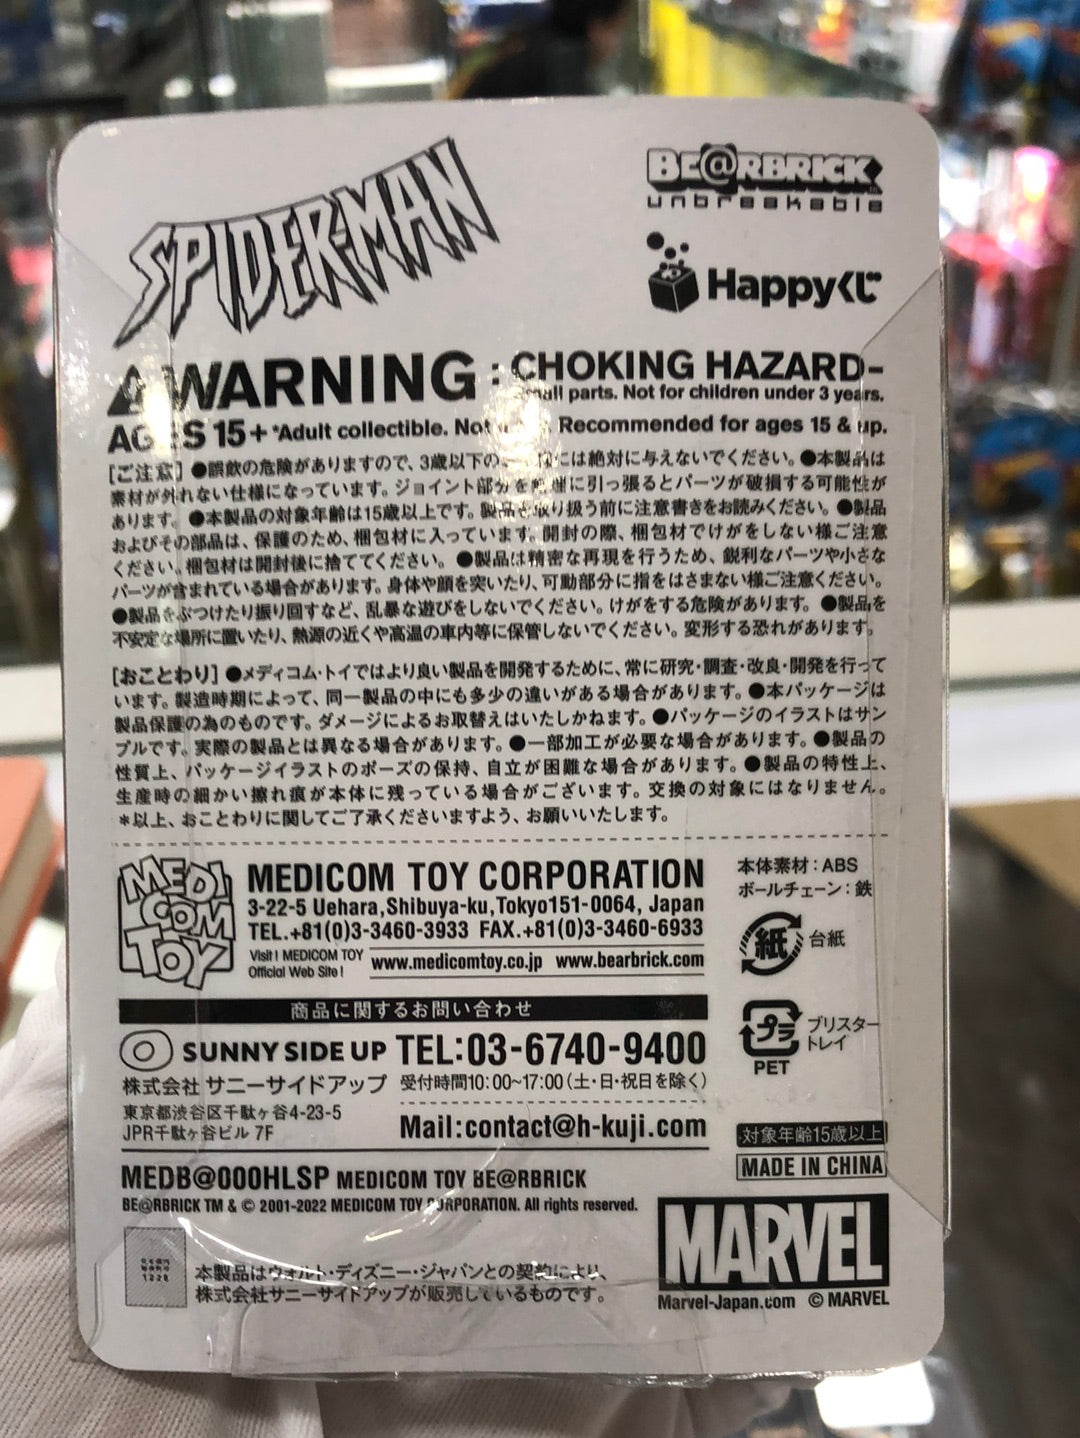 SPIDER-MAN
BE@RBRICK TM
unbreakable
Happyくじ
WARNING : CHOKING HAZARD-
small parts. Not for children under 3 years.
AGES 15+ *Adult collectible. Not Recommended for ages 15 & up.
[ご注意] ●誤飲の危険がありますので、3歳以下の には絶対に与えないでください。●本製品は
素材が外れない仕様になっています。ジョイント部分を無理に引っ張るとパーツが破損する可能性が
あります。●本製品の対象年齢は15歳以上です。製品を取り扱う前に注意書きをお読みください。●製品
およびその部品は、保護のため、梱包材に入っています。開封の際、梱包材でけがをしない様ご注意
ください。梱包材は開封後に捨ててください。●製品は精密な再現を行うため、鋭利なパーツや小さな
パーツが含まれている場合があります。身体や顔を突いたり、可動部分に指をはさまない様ご注意ください。
●製品をぶつけたり振り回すなど、乱暴な遊びをしないでください。けがをする危険があります。●製品を
不安定な場所に置いたり、熱源の近くや高温の車内等に保管しないでください。変形する恐れがあります。
[おことわり] ●メディコム・トイではより良い製品を開発するために、常に研究・調査・改良・開発を行って
います。製造時期によって、同一製品の中にも多少の違いがある場合があります。●本パッケージは
製品保護の為のものです。ダメージによるお取替えはいたしかねます。●パッケージのイラストはサン
プルです。実際の製品とは異なる場合があります。●一部加工が必要な場合があります。●製品の
性質上、パッケージイラストのポーズの保持、自立が困難な場合があります。●製品の特性上、
生産時の細かい擦れ痕が本体に残っている場合がございます。交換の対象にはなりません。
*以上、おことわりに関してご了承くださいますよう、お願いいたします。
MEDICOM TOY
MEDICOM TOY CORPORATION
3-22-5 Uehara,Shibuya-ku,Tokyo151-0064, Japan
TEL.+81(0)3-3460-3933 FAX.+81(0)3-3460-6933
Visit! MEDICOM TOY
Official Web Site!
www.medicomtoy.co.jp www.bearbrick.com
本体素材：ABS
ボールチェーン：鉄
紙 台紙
プラ ブリスター
トレイ
PET
商品に関するお問い合わせ
SUNNY SIDE UP TEL:03-6740-9400
株式会社 サニーサイドアップ 受付時間10:00~17:00（土・日・祝日を除く）
東京都渋谷区千駄ヶ谷4-23-5
JPR千駄ヶ谷ビル 7F
Mail:contact@h-kuji.com
対象年齢15歳以上
MADE IN CHINA
MEDB@000HLSP MEDICOM TOY BE@RBRICK
BE@RBRICK TM & © 2001-2022 MEDICOM TOY CORPORATION. All rights reserved.
1228
本製品はウォルト・ディズニー・ジャパンとの契約により、
株式会社サニーサイドアップが販売しているものです。
MARVEL
Marvel-Japan.com © MARVEL